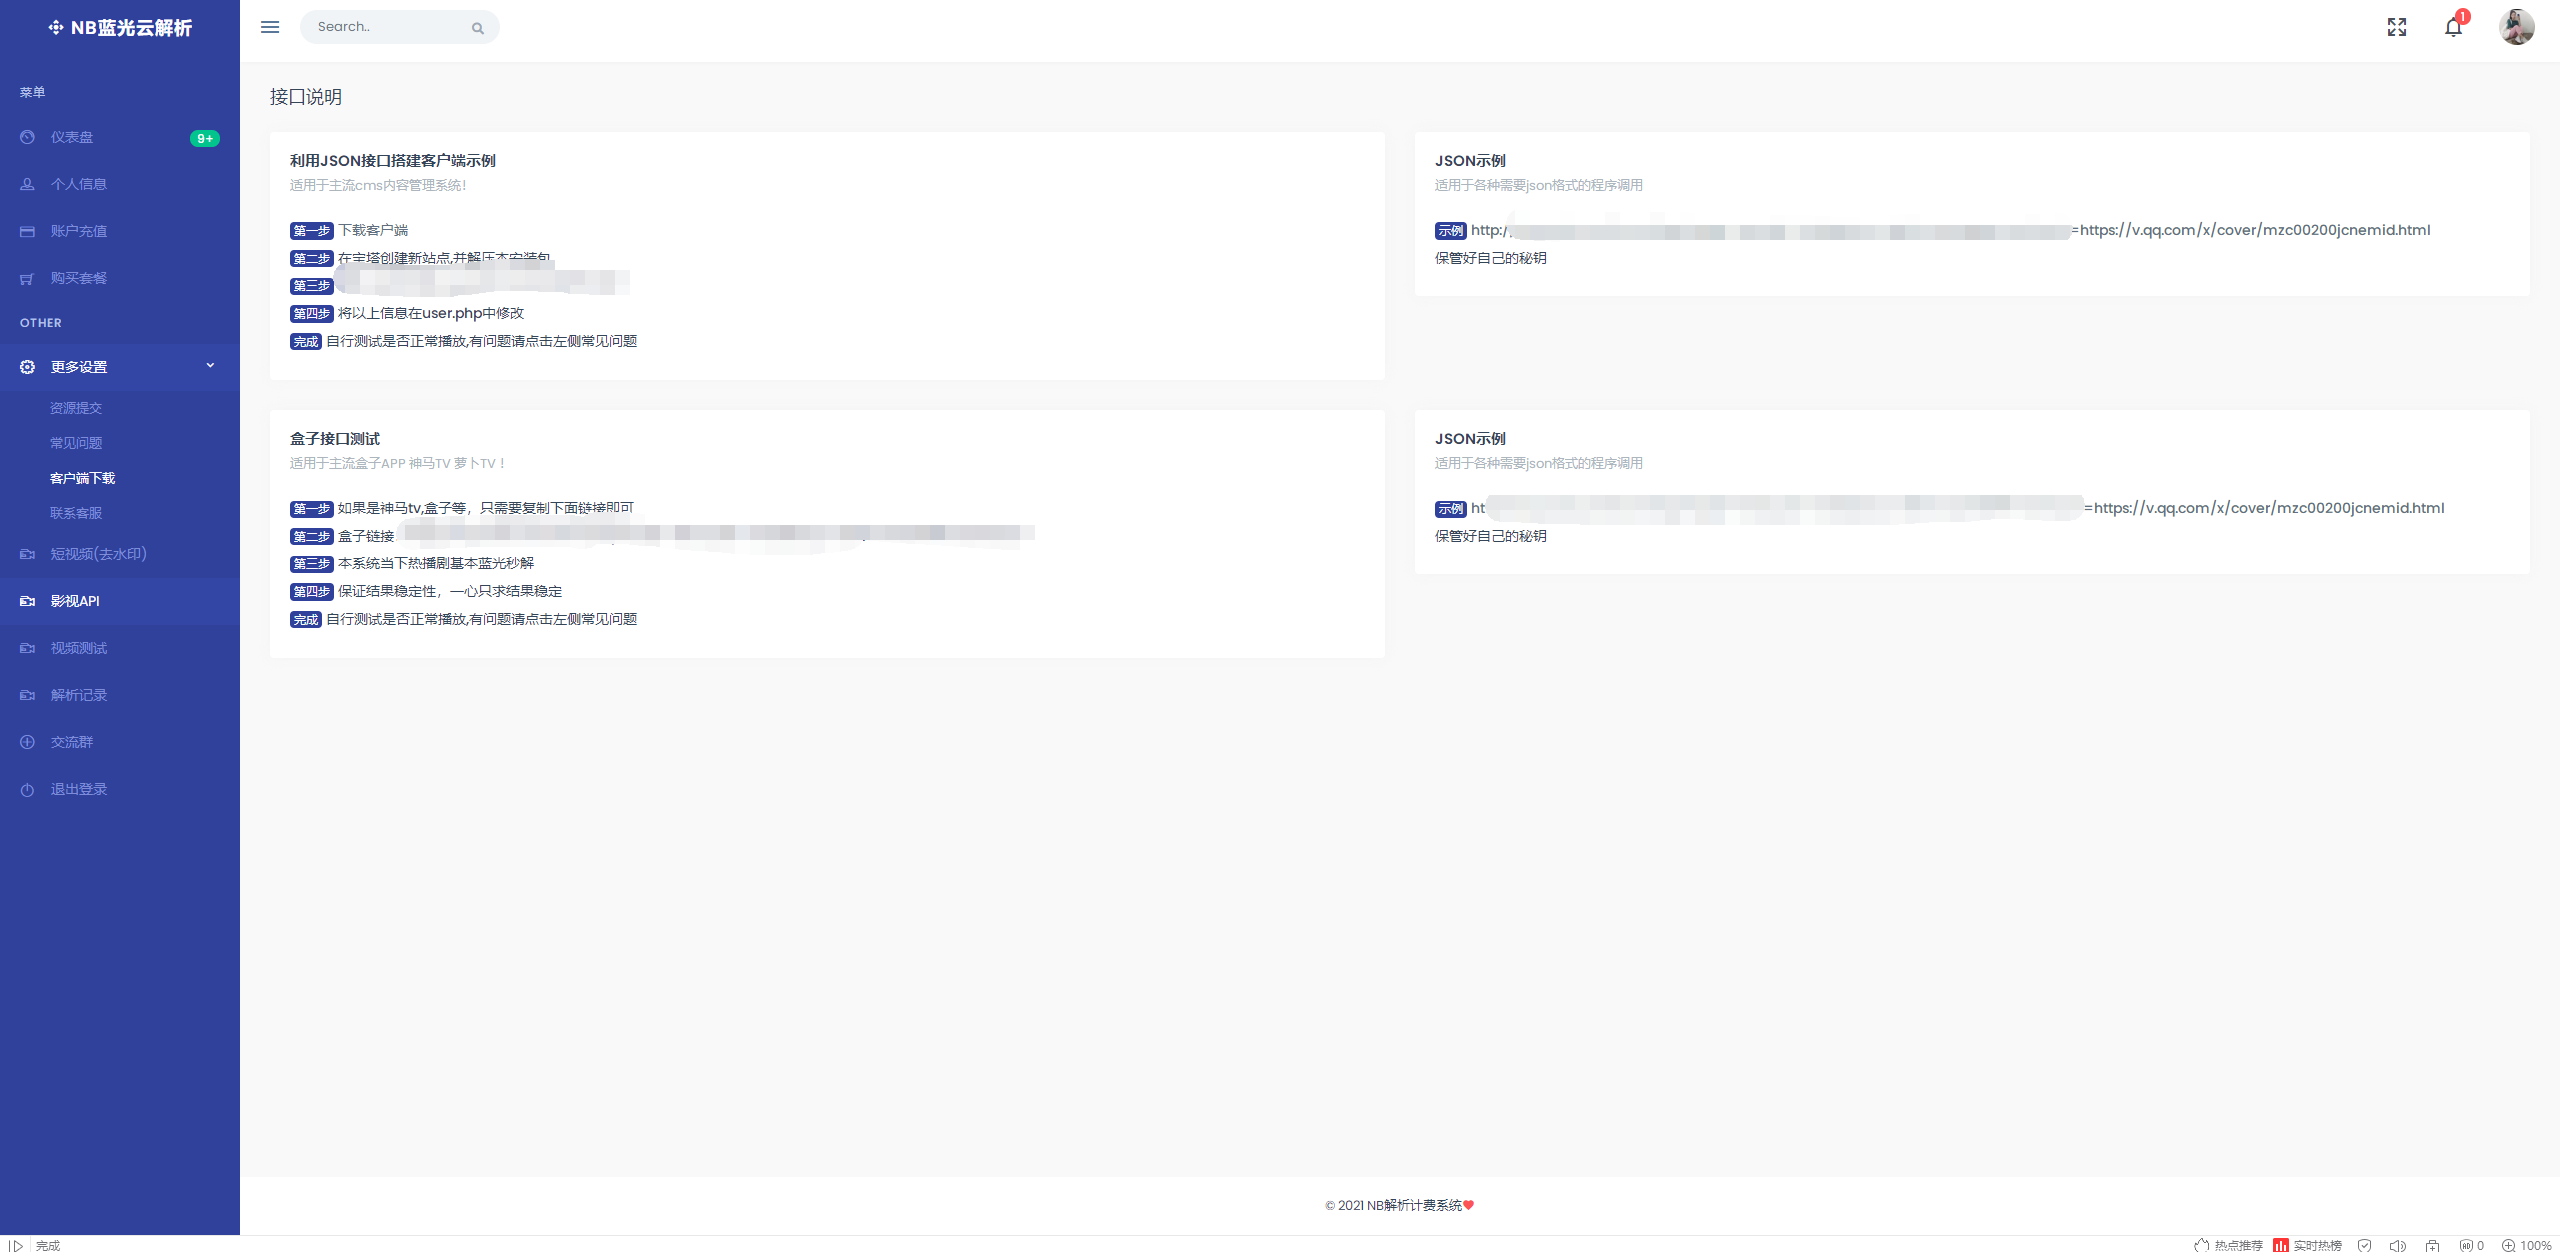 NB蓝光云解析
Search..
1
菜单
仪表盘
9+
个人信息
账户充值
购买套餐
OTHER
更多设置
资源提交
常见问题
客户端下载
联系客服
短视频(去水印)
影视API
视频测试
解析记录
交流群
退出登录
接口说明
利用JSON接口搭建客户端示例
适用于主流cms内容管理系统!
第一步 下载客户端
第二步 在宝塔创建新站点,并解压本安装包
第三步
第四步 将以上信息在user.php中修改
完成 自行测试是否正常播放,有问题请点击左侧常见问题
JSON示例
适用于各种需要json格式的程序调用
示例 http:/ =https://v.qq.com/x/cover/mzc00200jcnemid.html
保管好自己的秘钥
盒子接口测试
适用于主流盒子APP 神马TV 萝卜TV !
第一步 如果是神马tv,盒子等，只需要复制下面链接即可
第二步 盒子链接
第三步 本系统当下热播剧基本蓝光秒解
第四步 保证结果稳定性，一心只求结果稳定
完成 自行测试是否正常播放,有问题请点击左侧常见问题
JSON示例
适用于各种需要json格式的程序调用
示例 ht =https://v.qq.com/x/cover/mzc00200jcnemid.html
保管好自己的秘钥
© 2021 NB解析计费系统
完成
热点推荐
实时热榜
0
100%